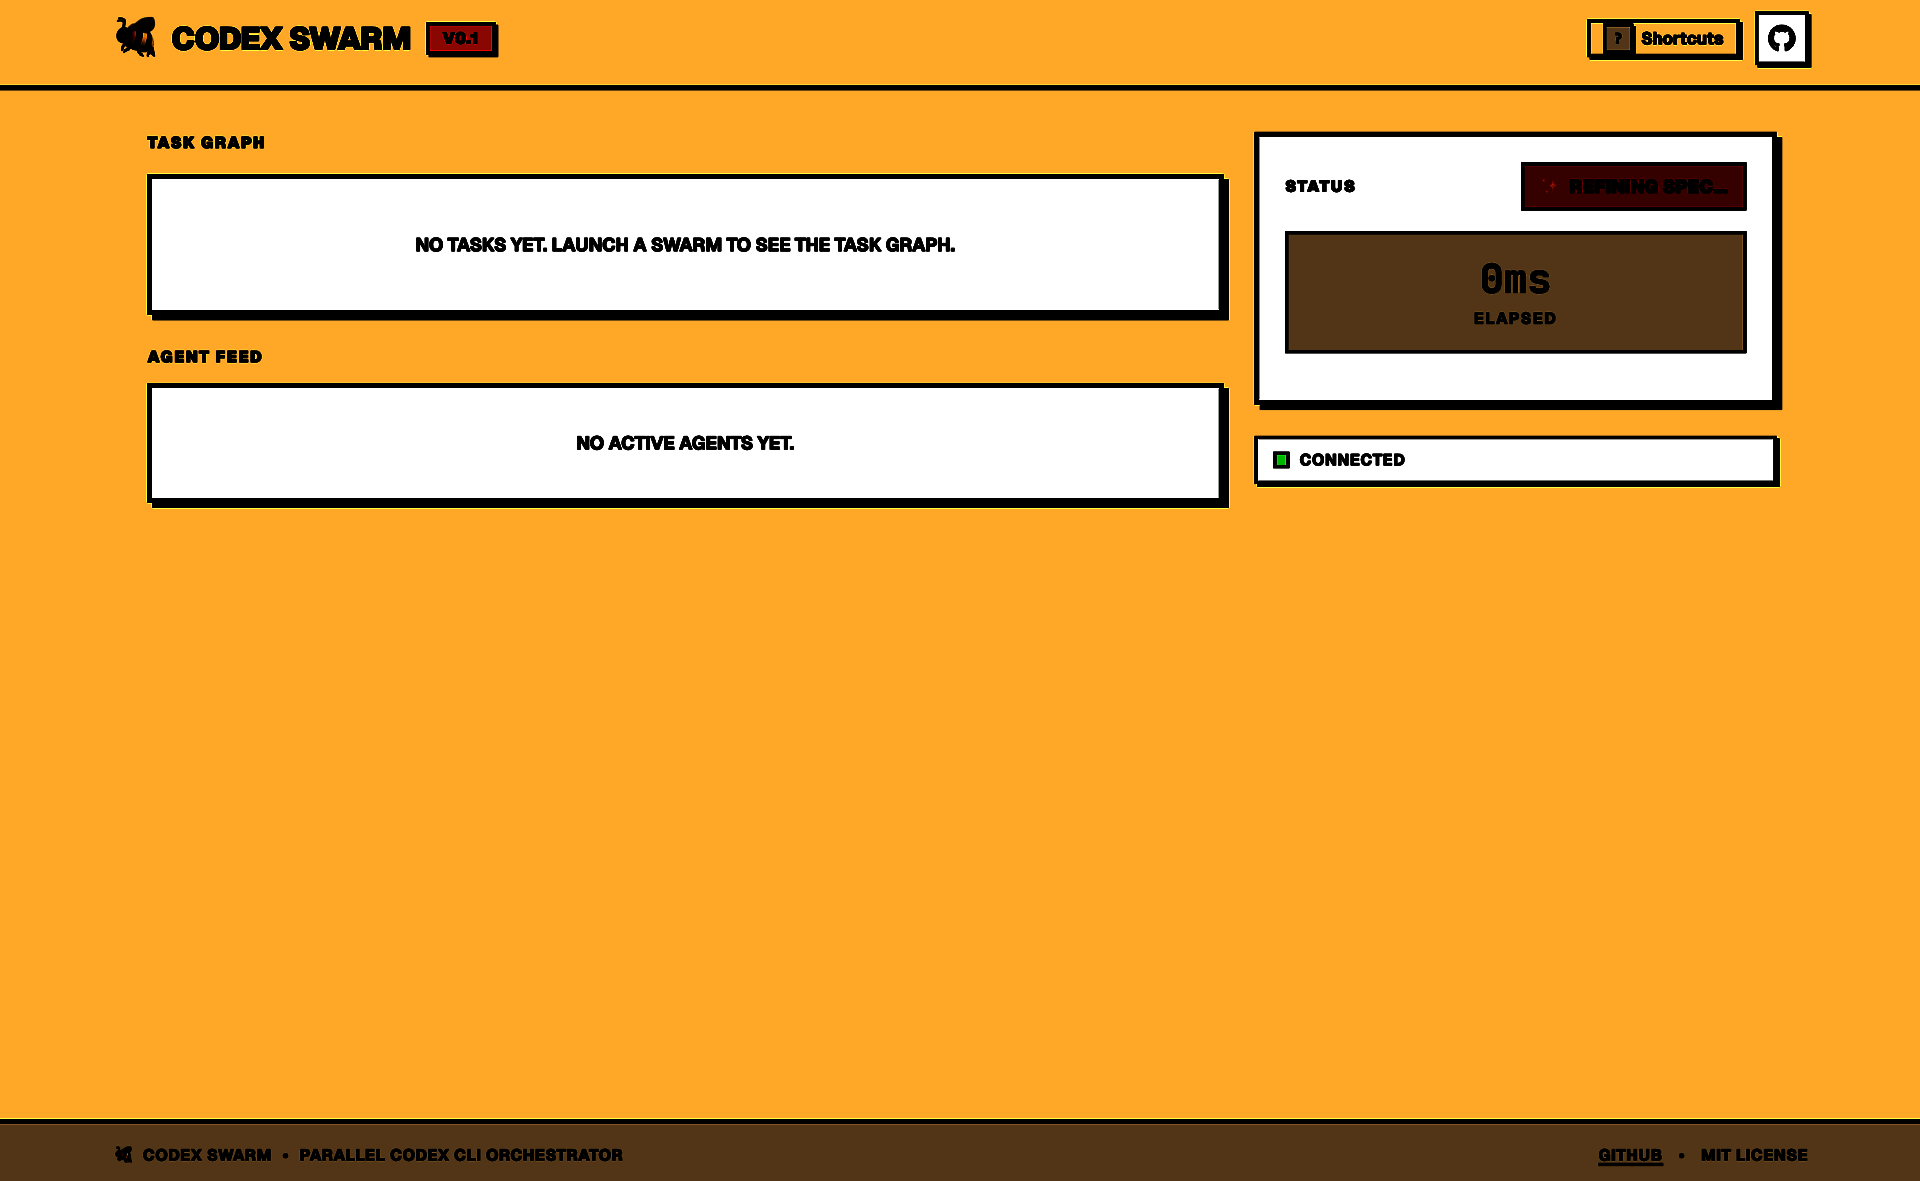 CODEX SWARM V0.1
? Shortcuts
TASK GRAPH
NO TASKS YET. LAUNCH A SWARM TO SEE THE TASK GRAPH.
AGENT FEED
NO ACTIVE AGENTS YET.
STATUS
REFINING SPEC...
0ms
ELAPSED
CONNECTED
CODEX SWARM • PARALLEL CODEX CLI ORCHESTRATOR
GITHUB • MIT LICENSE